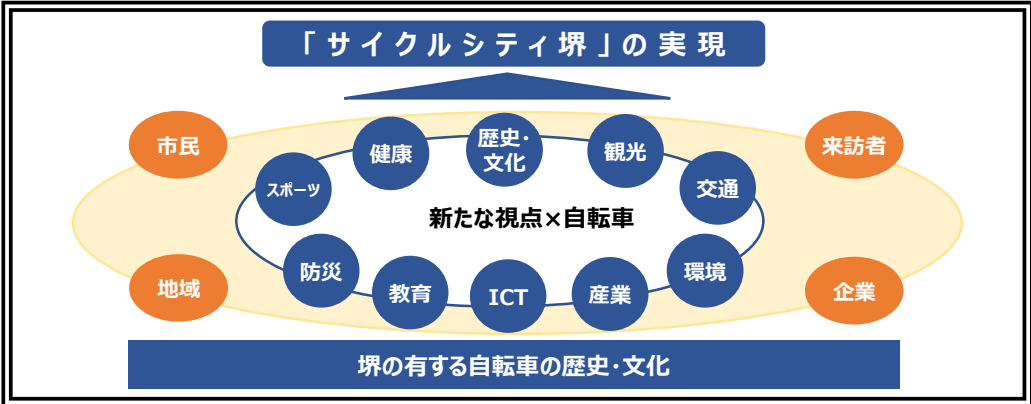 「サイクルシティ堺」の実現
市民
健康
歴史・
文化
観光
来訪者
スポーツ
交通
新たな視点×自転車
防災
環境
地域
教育
ICT
産業
企業
堺の有する自転車の歴史・文化